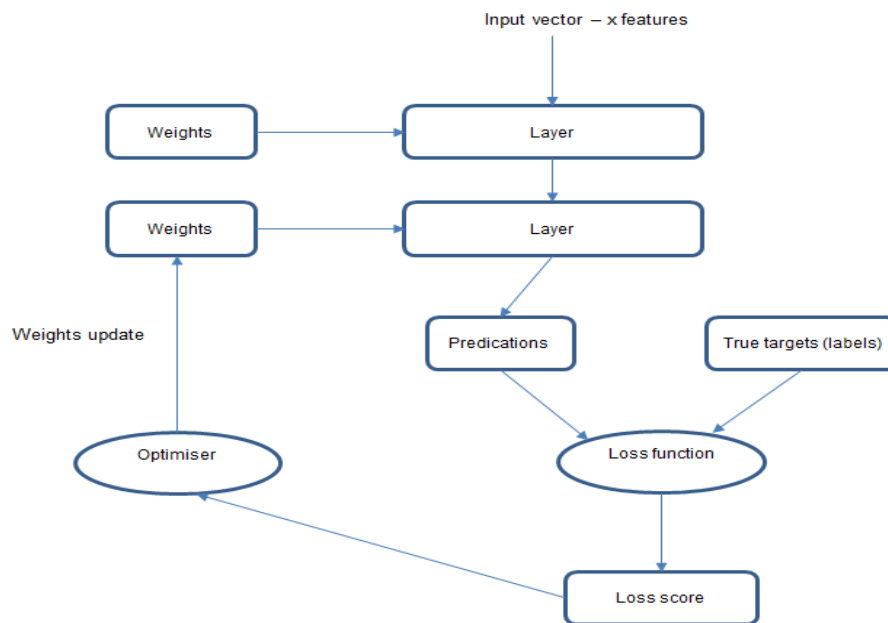 Input vector – x features
Weights
Layer
Weights
Layer
Weights update
Predications
True targets (labels)
Optimiser
Loss function
Loss score